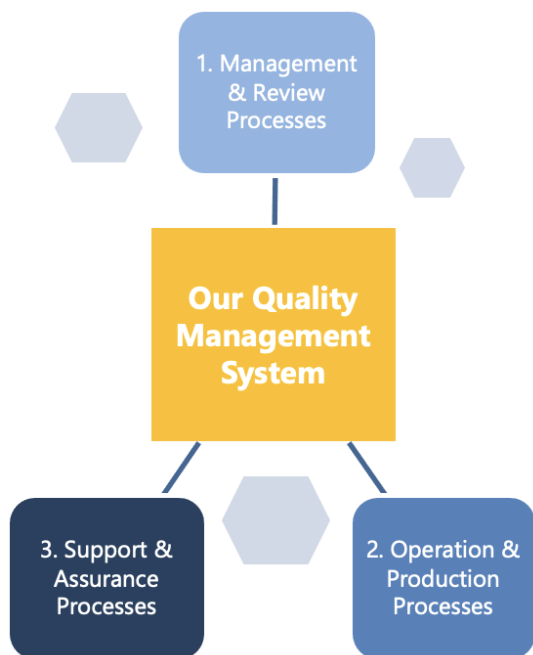 1. Management
& Review
Processes
Our Quality
Management
System
3. Support &
Assurance
Processes
2. Operation &
Production
Processes